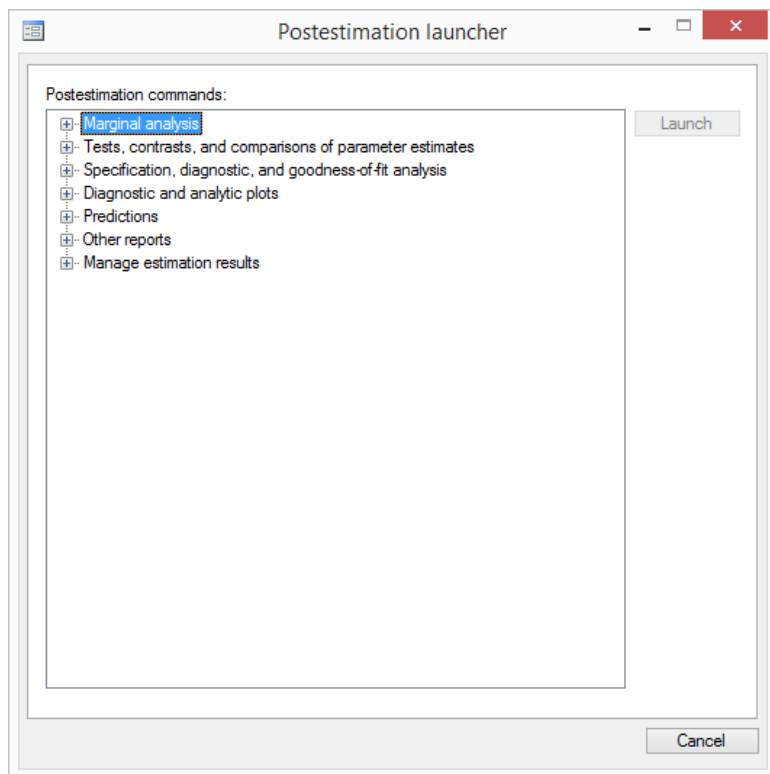 Postestimation launcher
Postestimation commands:
Marginal analysis
Launch
Tests, contrasts, and comparisons of parameter estimates
Specification, diagnostic, and goodness-of-fit analysis
Diagnostic and analytic plots
Predictions
Other reports
Manage estimation results
Cancel